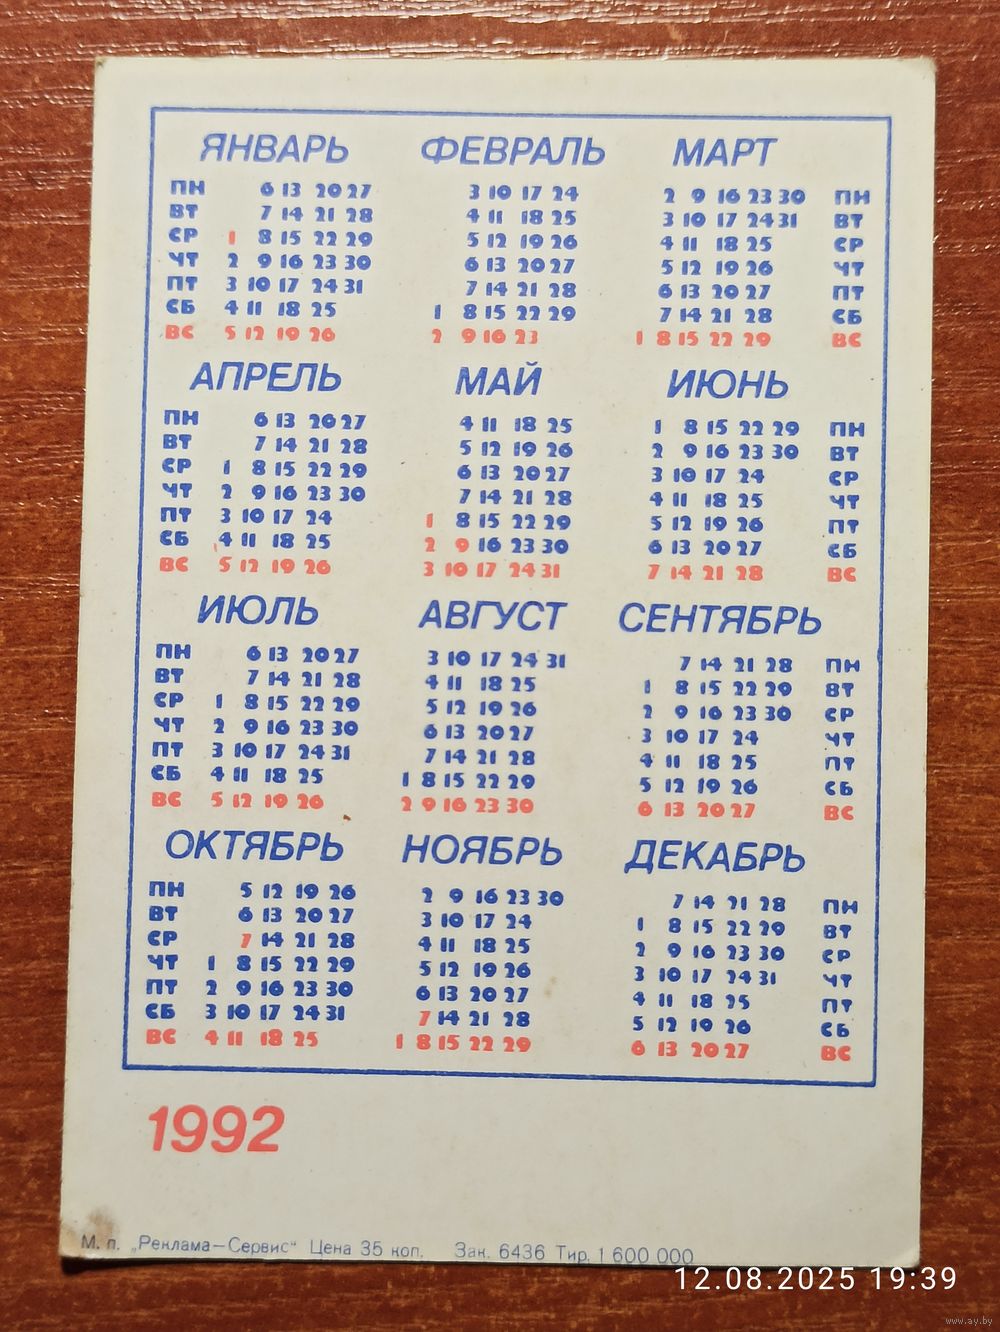 ЯНВАРЬ ФЕВРАЛЬ МАРТ
ПН 6 13 20 27 3 10 17 24 2 9 16 23 30 ПН
ВТ 7 14 21 28 4 11 18 25 3 10 17 24 31 ВТ
СР 1 8 15 22 29 5 12 19 26 4 11 18 25 СР
ЧТ 2 9 16 23 30 6 13 20 27 5 12 19 26 ЧТ
ПТ 3 10 17 24 31 7 14 21 28 6 13 20 27 ПТ
СБ 4 11 18 25 1 8 15 22 29 7 14 21 28 СБ
ВС 5 12 19 26 2 9 16 23 1 8 15 22 29 ВС
АПРЕЛЬ МАЙ ИЮНЬ
ПН 6 13 20 27 4 11 18 25 1 8 15 22 29 ПН
ВТ 7 14 21 28 5 12 19 26 2 9 16 23 30 ВТ
СР 1 8 15 22 29 6 13 20 27 3 10 17 24 СР
ЧТ 2 9 16 23 30 7 14 21 28 4 11 18 25 ЧТ
ПТ 3 10 17 24 1 8 15 22 29 5 12 19 26 ПТ
СБ 4 11 18 25 2 9 16 23 30 6 13 20 27 СБ
ВС 5 12 19 26 3 10 17 24 31 7 14 21 28 ВС
ИЮЛЬ АВГУСТ СЕНТЯБРЬ
ПН 6 13 20 27 3 10 17 24 31 7 14 21 28 ПН
ВТ 7 14 21 28 4 11 18 25 1 8 15 22 29 ВТ
СР 1 8 15 22 29 5 12 19 26 2 9 16 23 30 СР
ЧТ 2 9 16 23 30 6 13 20 27 3 10 17 24 ЧТ
ПТ 3 10 17 24 31 7 14 21 28 4 11 18 25 ПТ
СБ 4 11 18 25 1 8 15 22 29 5 12 19 26 СБ
ВС 5 12 19 26 2 9 16 23 30 6 13 20 27 ВС
ОКТЯБРЬ НОЯБРЬ ДЕКАБРЬ
ПН 5 12 19 26 2 9 16 23 30 7 14 21 28 ПН
ВТ 6 13 20 27 3 10 17 24 1 8 15 22 29 ВТ
СР 7 14 21 28 4 11 18 25 2 9 16 23 30 СР
ЧТ 1 8 15 22 29 5 12 19 26 3 10 17 24 31 ЧТ
ПТ 2 9 16 23 30 6 13 20 27 4 11 18 25 ПТ
СБ 3 10 17 24 31 7 14 21 28 5 12 19 26 СБ
ВС 4 11 18 25 1 8 15 22 29 6 13 20 27 ВС
1992
М. п. „Реклама—Сервис“ Цена 35 коп. Зак. 6436 Тир. 1 600 000
12.08.2025 19:39
www.ay.by